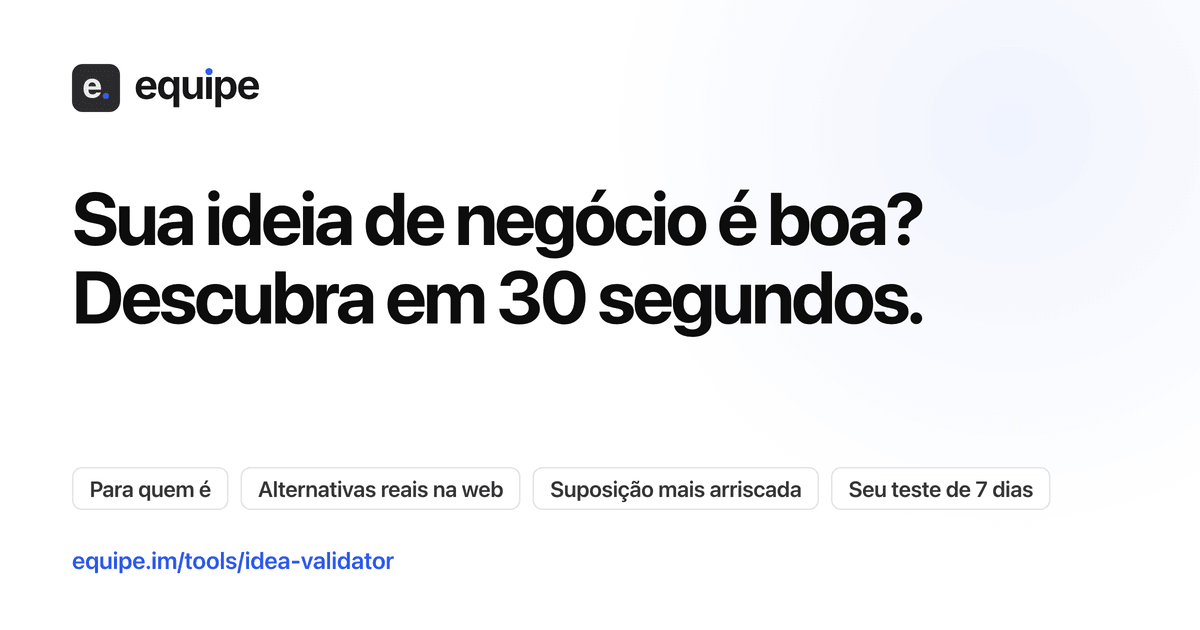 e. equipe
Sua ideia de negócio é boa?
Descubra em 30 segundos.
Para quem é Alternativas reais na web Suposição mais arriscada Seu teste de 7 dias
equipe.im/tools/idea-validator